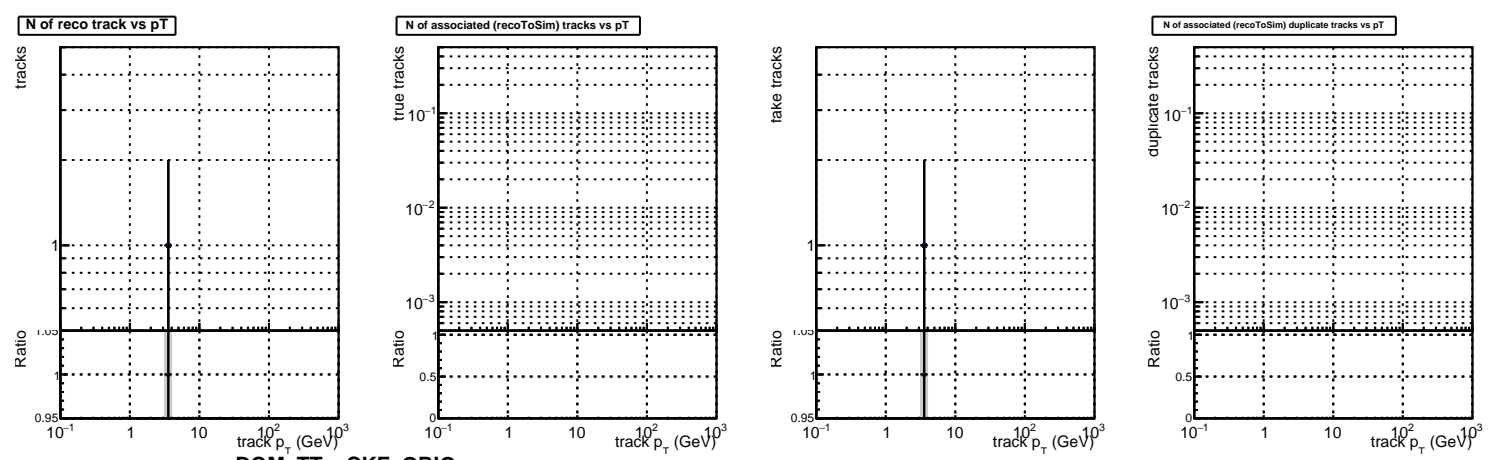 N of reco track vs pT
tracks
1
1.05
Ratio
1
0.95
10⁻¹ 1 10 10² 10³
track p_T (GeV)
N of associated (recoToSim) tracks vs pT
true tracks
10⁻¹
10⁻²
10⁻³
Ratio
1
0.5
0
10⁻¹ 1 10 10² 10³
track p_T (GeV)
fake tracks
1
1.05
Ratio
1
0.95
10⁻¹ 1 10 10² 10³
track p_T (GeV)
N of associated (recoToSim) duplicate tracks vs pT
duplicate tracks
10⁻¹
10⁻²
10⁻³
Ratio
1
0.5
0
10⁻¹ 1 10 10² 10³
track p_T (GeV)